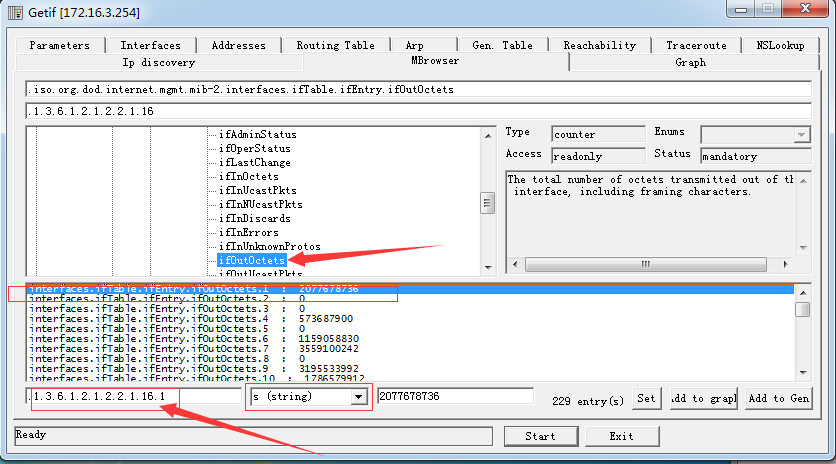 Getif [172.16.3.254]
Parameters Interfaces Addresses Routing Table Arp Gen. Table Reachability Traceroute NSLookup
Ip discovery MBrowser Graph
.iso.org.dod.internet.mgmt.mib-2.interfaces.ifTable.ifEntry.ifOutOctets
.1.3.6.1.2.1.2.2.1.16
ifAdminStatus
ifOperStatus
ifLastChange
ifInOctets
ifInUcastPkts
ifInNUcastPkts
ifInDiscards
ifInErrors
ifInUnknownProtos
ifOutOctets
ifOutUcastPkts
Type counter Enums
Access readonly Status mandatory
The total number of octets transmitted out of th
interface, including framing characters.
interfaces.ifTable.ifEntry.ifOutOctets.1 : 2077678736
interfaces.ifTable.ifEntry.ifOutOctets.2 : 0
interfaces.ifTable.ifEntry.ifOutOctets.3 : 0
interfaces.ifTable.ifEntry.ifOutOctets.4 : 573687900
interfaces.ifTable.ifEntry.ifOutOctets.5 : 0
interfaces.ifTable.ifEntry.ifOutOctets.6 : 1159058830
interfaces.ifTable.ifEntry.ifOutOctets.7 : 3559100242
interfaces.ifTable.ifEntry.ifOutOctets.8 : 0
interfaces.ifTable.ifEntry.ifOutOctets.9 : 3195533992
interfaces.ifTable.ifEntry.ifOutOctets.10 : 1786579912
.1.3.6.1.2.1.2.2.1.16.1 s (string) 2077678736 229 entry(s) Set .dd to grapl Add to Gen
Ready Start Exit